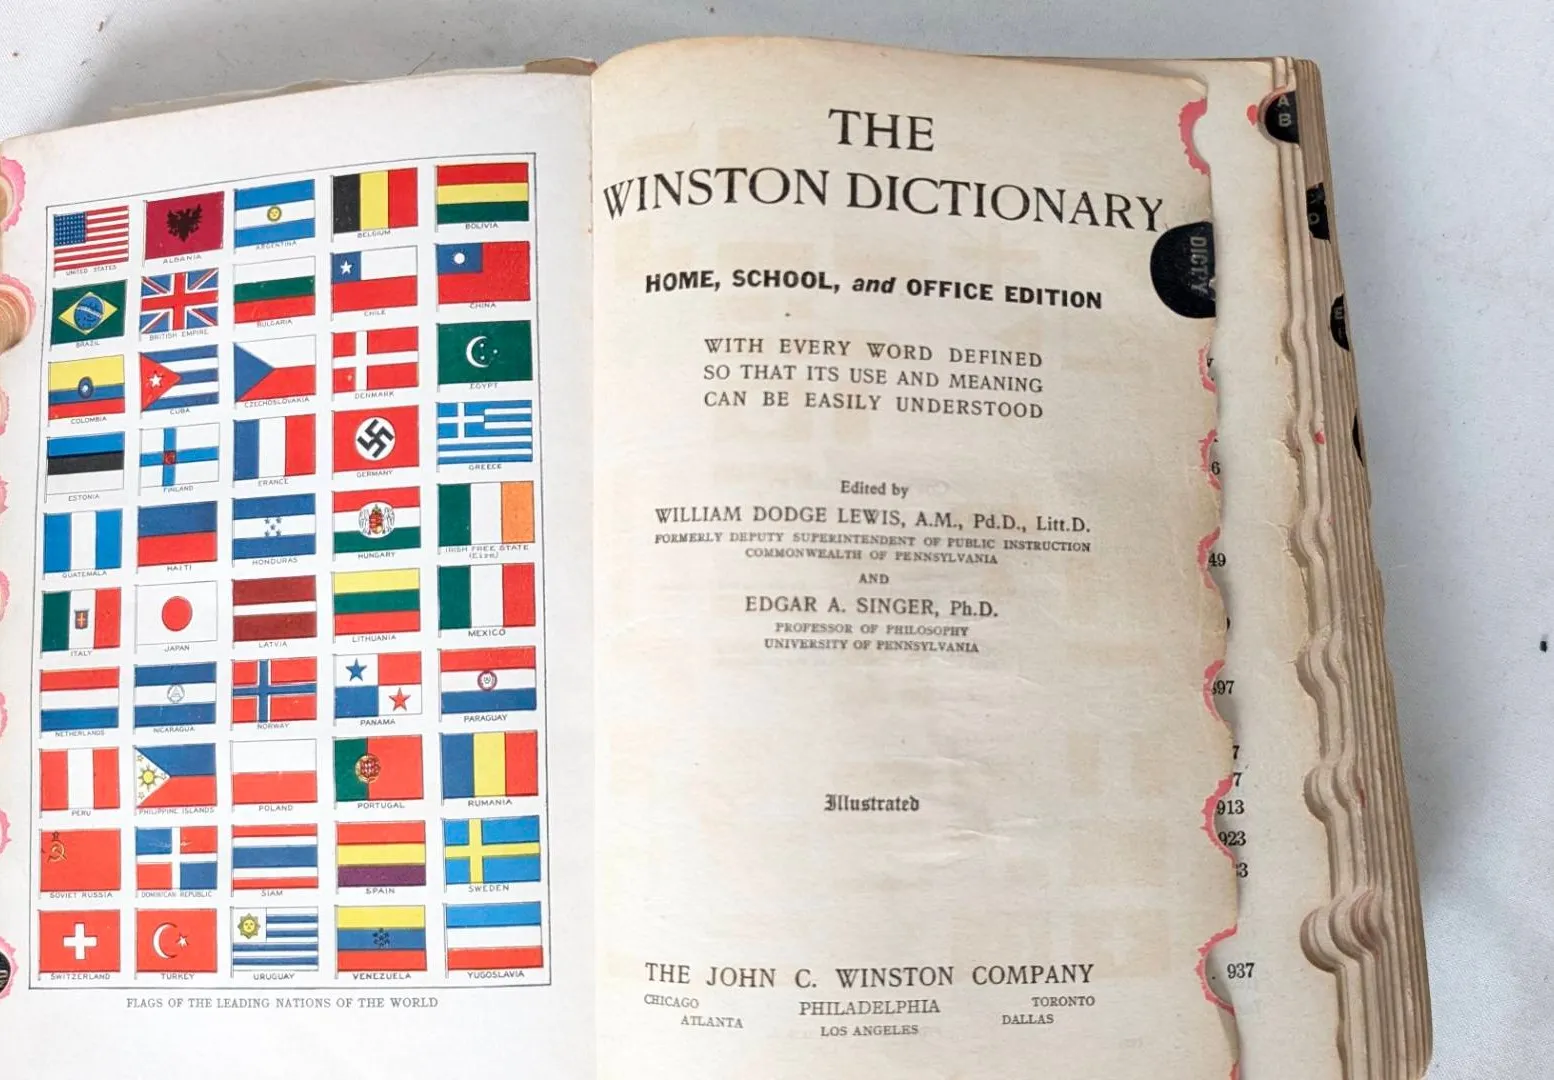 UNITED STATES
ALBANIA
ARGENTINA
BELGIUM
BOLIVIA
BRAZIL
BRITISH EMPIRE
BULGARIA
CHILE
CHINA
COLOMBIA
CUBA
CZECHOSLOVAKIA
DENMARK
EGYPT
ESTONIA
FINLAND
FRANCE
GERMANY
GREECE
GUATEMALA
HAITI
HONDURAS
HUNGARY
IRISH FREE STATE
(Eire)
ITALY
JAPAN
LATVIA
LITHUANIA
MEXICO
NETHERLANDS
NICARAGUA
NORWAY
PANAMA
PARAGUAY
PERU
PHILIPPINE ISLANDS
POLAND
PORTUGAL
RUMANIA
SOVIET RUSSIA
DOMINICAN REPUBLIC
SIAM
SPAIN
SWEDEN
SWITZERLAND
TURKEY
URUGUAY
VENEZUELA
YUGOSLAVIA
FLAGS OF THE LEADING NATIONS OF THE WORLD
THE
WINSTON DICTIONARY
HOME, SCHOOL, and OFFICE EDITION
WITH EVERY WORD DEFINED
SO THAT ITS USE AND MEANING
CAN BE EASILY UNDERSTOOD
Edited by
WILLIAM DODGE LEWIS, A.M., Pd.D., Litt.D.
FORMERLY DEPUTY SUPERINTENDENT OF PUBLIC INSTRUCTION
COMMONWEALTH OF PENNSYLVANIA
AND
EDGAR A. SINGER, Ph.D.
PROFESSOR OF PHILOSOPHY
UNIVERSITY OF PENNSYLVANIA
Illustrated
THE JOHN C. WINSTON COMPANY
CHICAGO PHILADELPHIA TORONTO
ATLANTA LOS ANGELES DALLAS
A
B
DICT'Y
D
E
6
49
697
7
7
913
923
3
937